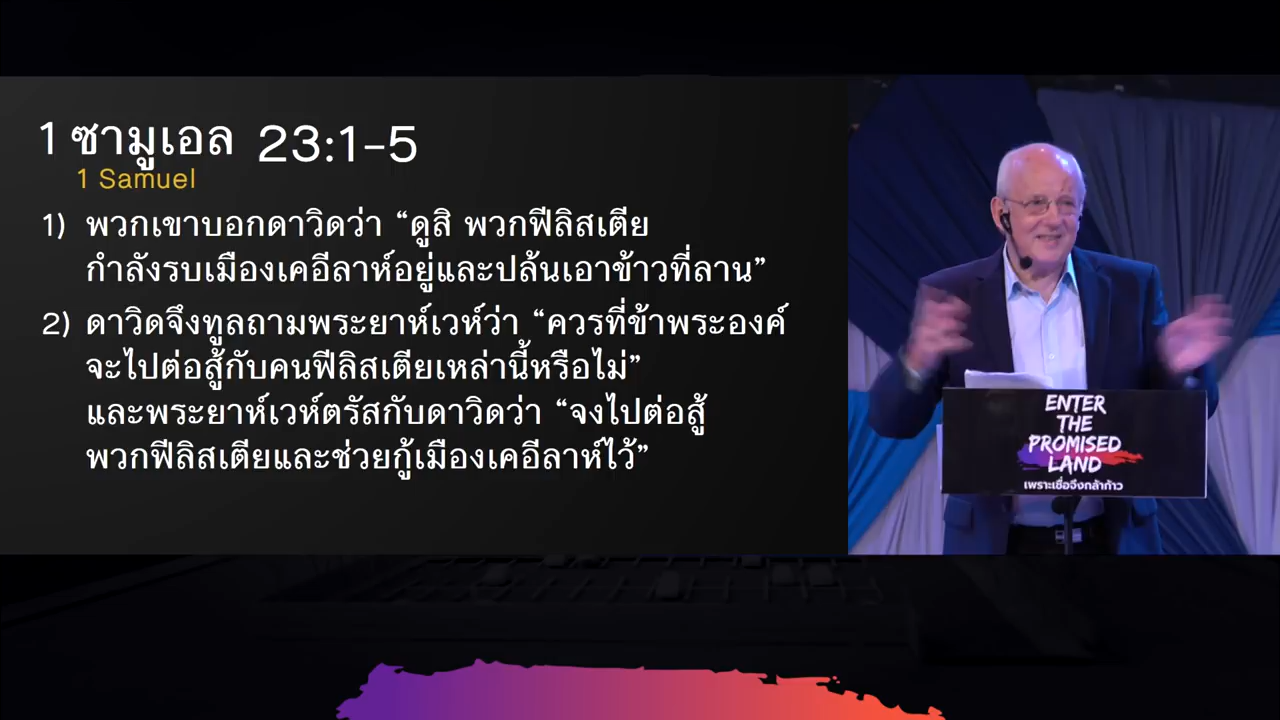 1 ซามูเอล 23:1-5
1 Samuel
1) พวกเขาบอกดาวิดว่า “ดูสิ พวกฟีลิสเตีย
กำลังรบเมืองเคอีลาห์อยู่และปล้นเอาข้าวที่ลาน”
2) ดาวิดจึงทูลถามพระยาห์เวห์ว่า “ควรที่ข้าพระองค์
จะไปต่อสู้กับคนฟีลิสเตียเหล่านี้หรือไม่”
และพระยาห์เวห์ตรัสกับดาวิดว่า “จงไปต่อสู้
พวกฟีลิสเตียและช่วยกู้เมืองเคอีลาห์ไว้”
ENTER
THE
PROMISED
LAND
เพราะเชื่อจึงกล้าก้าว